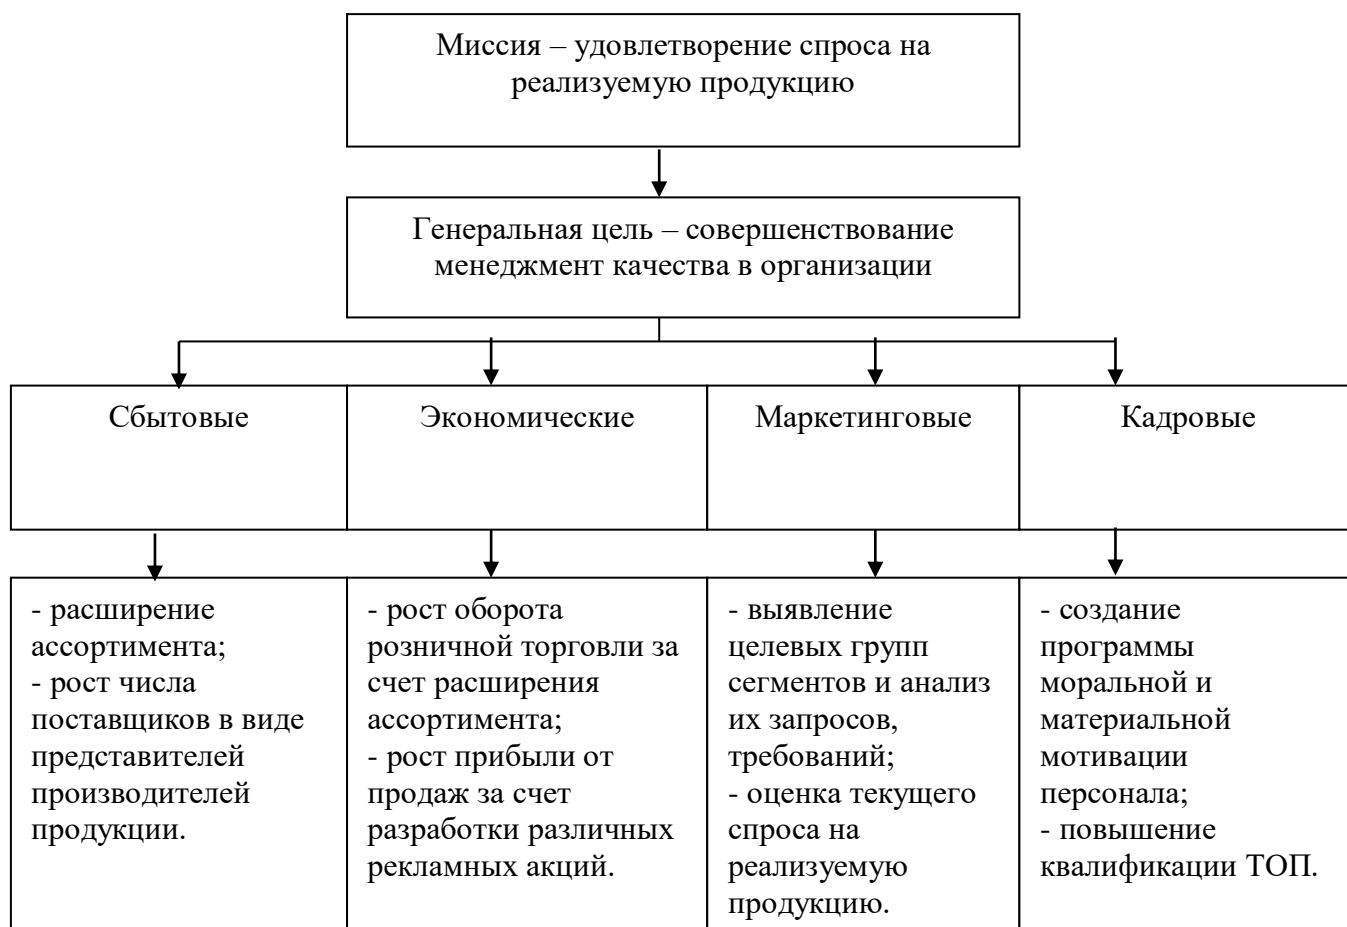 Миссия – удовлетворение спроса на
реализуемую продукцию
Генеральная цель – совершенствование
менеджмент качества в организации
Сбытовые
Экономические
Маркетинговые
Кадровые
- расширение
ассортимента;
- рост числа
поставщиков в виде
представителей
производителей
продукции.
- рост оборота
розничной торговли за
счет расширения
ассортимента;
- рост прибыли от
продаж за счет
разработки различных
рекламных акций.
- выявление
целевых групп
сегментов и анализ
их запросов,
требований;
- оценка текущего
спроса на
реализуемую
продукцию.
- создание
программы
моральной и
материальной
мотивации
персонала;
- повышение
квалификации ТОП.